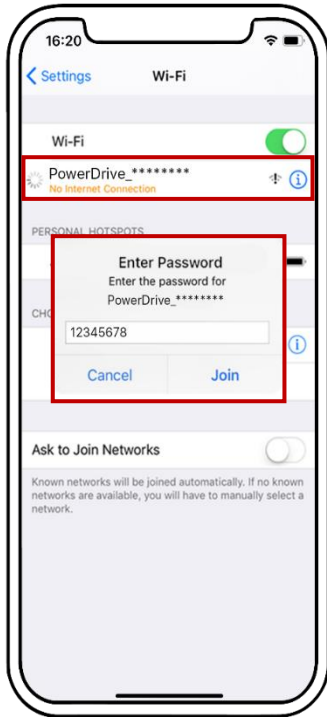 16:20
Settings
Wi-Fi
Wi-Fi
PowerDrive_********
No Internet Connection
PERSONAL HOTSPOTS
Enter Password
Enter the password for
PowerDrive_********
12345678
Cancel
Join
Ask to Join Networks
Known networks will be joined automatically. If no known
networks are available, you will have to manually select a
network.